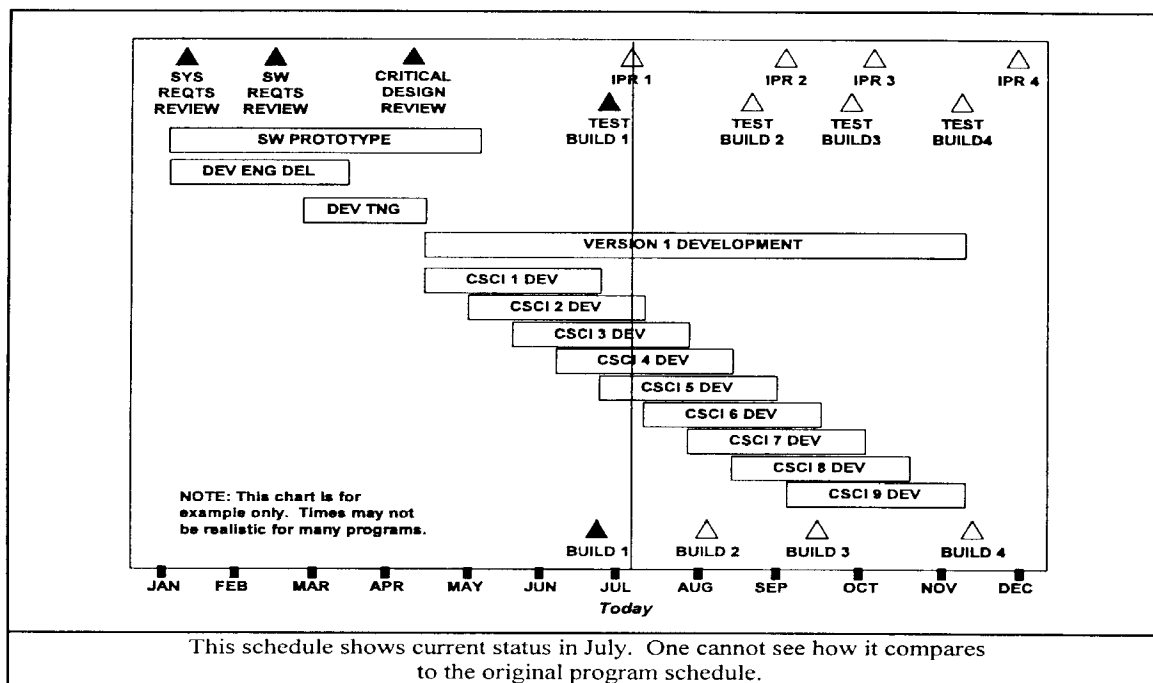 SYS
REQTS
REVIEW
SW
REQTS
REVIEW
CRITICAL
DESIGN
REVIEW
IPR 1
IPR 2
IPR 3
IPR 4
TEST
BUILD 1
TEST
BUILD 2
TEST
BUILD3
TEST
BUILD4
SW PROTOTYPE
DEV ENG DEL
DEV TNG
VERSION 1 DEVELOPMENT
CSCI 1 DEV
CSCI 2 DEV
CSCI 3 DEV
CSCI 4 DEV
CSCI 5 DEV
CSCI 6 DEV
CSCI 7 DEV
CSCI 8 DEV
CSCI 9 DEV
NOTE: This chart is for
example only. Times may not
be realistic for many programs.
BUILD 1
BUILD 2
BUILD 3
BUILD 4
JAN FEB MAR APR MAY JUN JUL AUG SEP OCT NOV DEC
Today
This schedule shows current status in July. One cannot see how it compares
to the original program schedule.